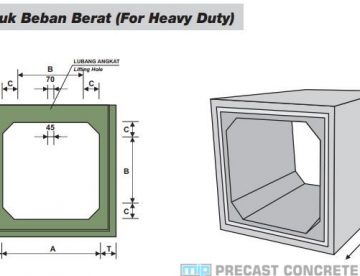 uk Beban Berat (For Heavy Duty)
LUBANG ANGKAT
Lifting Hole
B
C
70
C
45
C
B
C
A
T
PRECAST CONCRETE